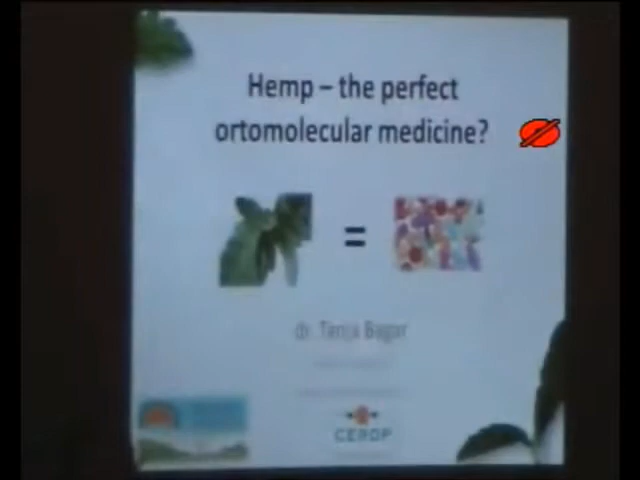 Hemp – the perfect
ortomolecular medicine?
=
dr. Tanja Bagar
CEROP